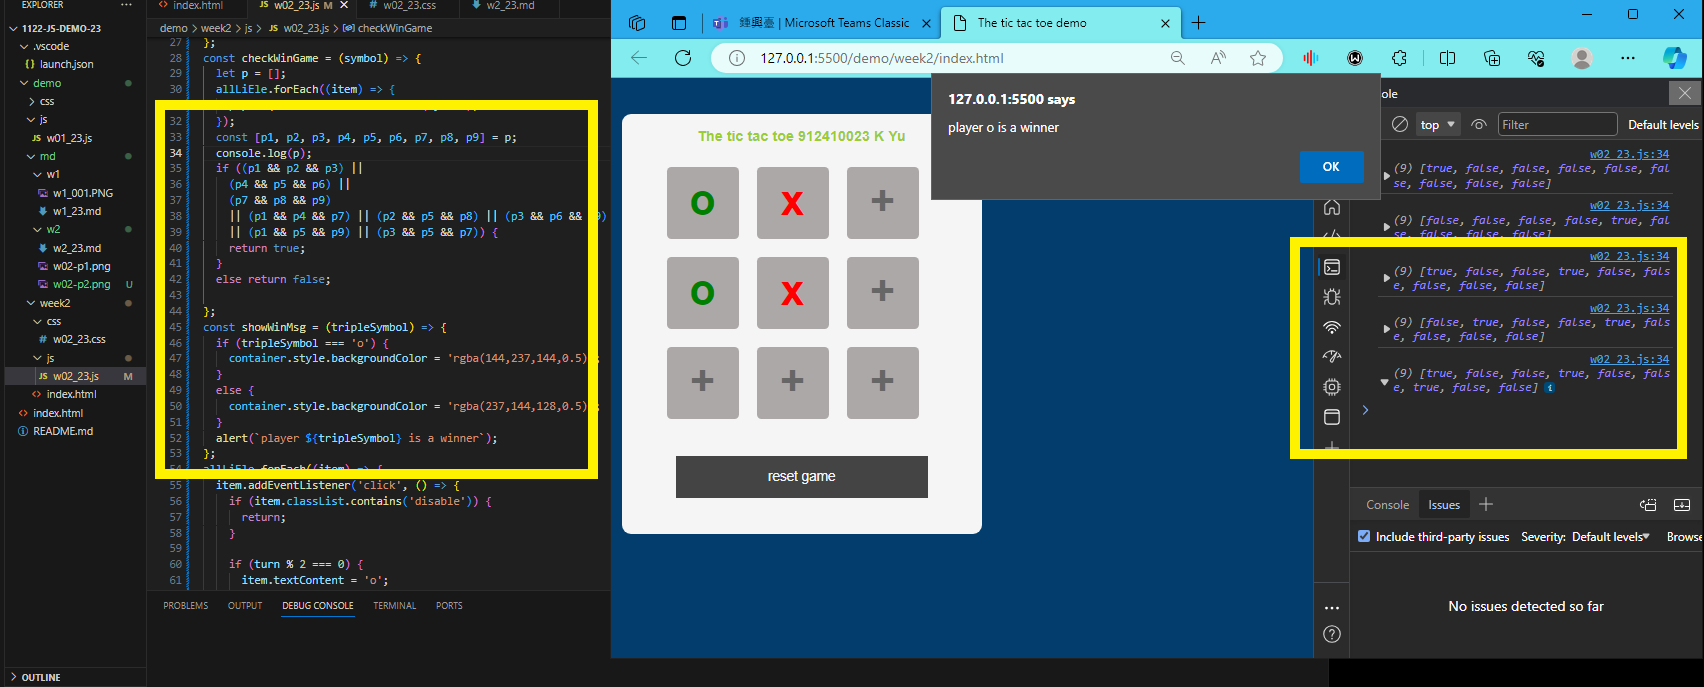 EXPLORER
···
1122-JS-DEMO-23
.vscode
launch.json
demo
css
js
JS w01_23.js
md
w1
w1_001.PNG
w1_23.md
w2
w2_23.md
w02-p1.png
w02-p2.png U
week2
css
# w02_23.css
js
JS w02_23.js M
index.html
index.html
README.md
OUTLINE
index.html
JS w02_23.js M
# w02_23.css
w2_23.md
demo > week2 > js > JS w02_23.js > checkWinGame
27 };
28 const checkWinGame = (symbol) => {
29 let p = [];
30 allLiEle.forEach((item) => {
32 });
33 const [p1, p2, p3, p4, p5, p6, p7, p8, p9] = p;
34 console.log(p);
35 if ((p1 && p2 && p3) ||
36 (p4 && p5 && p6) ||
37 (p7 && p8 && p9)
38 || (p1 && p4 && p7) || (p2 && p5 && p8) || (p3 && p6 && 9)
39 || (p1 && p5 && p9) || (p3 && p5 && p7)) {
40 return true;
41 }
42 else return false;
43
44 };
45 const showWinMsg = (tripleSymbol) => {
46 if (tripleSymbol === 'o') {
47 container.style.backgroundColor = 'rgba(144,237,144,0.5) ;
48 }
49 else {
50 container.style.backgroundColor = 'rgba(237,144,128,0.5) ;
51 }
52 alert(`player ${tripleSymbol} is a winner`);
53 };
54 allLiEle.forEach((item) => {
55 item.addEventListener('click', () => {
56 if (item.classList.contains('disable')) {
57 return;
58 }
59
60 if (turn % 2 === 0) {
61 item.textContent = 'o';
PROBLEMS OUTPUT DEBUG CONSOLE TERMINAL PORTS
鍾興臺 | Microsoft Teams Classic
The tic tac toe demo
127.0.0.1:5500/demo/week2/index.html
127.0.0.1:5500 says
player o is a winner
OK
The tic tac toe 912410023 K Yu
O X +
O X +
+ + +
reset game
ole
top
Filter
Default levels
w02_23.js:34
(9) [true, false, false, false, false, fal
se, false, false, false]
w02_23.js:34
(9) [false, false, false, false, true, fal
se, false, false, false]
w02_23.js:34
(9) [true, false, false, true, false, fals
e, false, false, false]
w02_23.js:34
(9) [false, true, false, false, true, fals
e, false, false, false]
w02_23.js:34
(9) [true, false, false, true, false, fals
e, true, false, false] i
Console Issues
Include third-party issues Severity: Default levels Browse
No issues detected so far